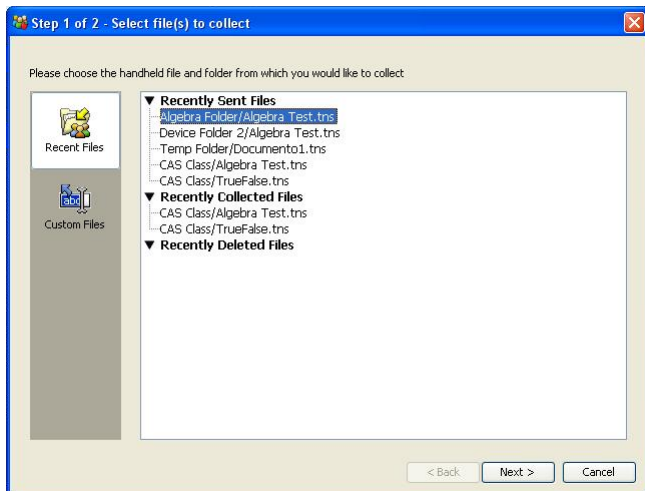 Step 1 of 2 - Select file(s) to collect
Please choose the handheld file and folder from which you would like to collect
Recent Files
Custom Files
Recently Sent Files
Algebra Folder/Algebra Test.tns
Device Folder 2/Algebra Test.tns
Temp Folder/Documento1.tns
CAS Class/Algebra Test.tns
CAS Class/TrueFalse.tns
Recently Collected Files
CAS Class/Algebra Test.tns
CAS Class/TrueFalse.tns
Recently Deleted Files
< Back
Next >
Cancel